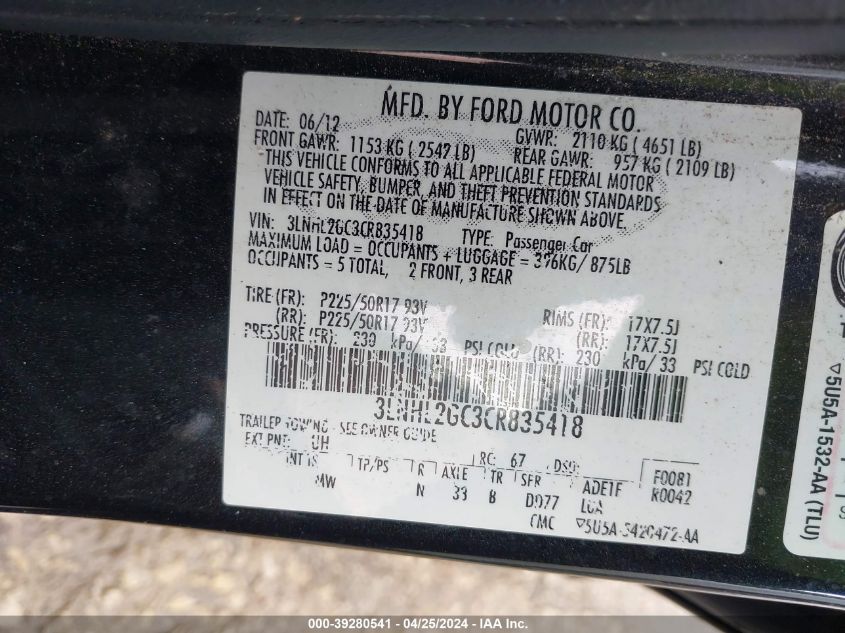 MFD. BY FORD MOTOR CO.
DATE: 06/12 GVWR: 2110 KG ( 4651 LB)
FRONT GAWR: 1153 KG ( 2542 LB) REAR GAWR: 957 KG ( 2109 LB)
THIS VEHICLE CONFORMS TO ALL APPLICABLE FEDERAL MOTOR
VEHICLE SAFETY, BUMPER, AND THEFT PREVENTION STANDARDS
IN EFFECT ON THE DATE OF MANUFACTURE SHOWN ABOVE.
VIN: 3LNHL2GC3CR835418 TYPE: Passenger Car
MAXIMUM LOAD = OCCUPANTS + LUGGAGE = 396KG/ 875LB
OCCUPANTS = 5 TOTAL, 2 FRONT, 3 REAR
TIRE (FR): P225/50R17 93V RIMS (FR): 17X7.5J
(RR): P225/50R17 93V (RR): 17X7.5J
PRESSURE (FR): 230 kPa/ 33 PSI COLD (RR): 230 kPa/ 33 PSI COLD
3LNHL2GC3CR835418
TRAILER TOWING - SEE OWNER GUIDE
EXT PNT: UH RC: 67 DSO: F0081
INT TR TP/PS R AXLE TR SPR ADE1F R0042
MW N 33 B D077
CMC 5U5A-5420472-AA
5U5A-1532-AA (TLU)
000-39280541 - 04/25/2024 - IAA Inc.